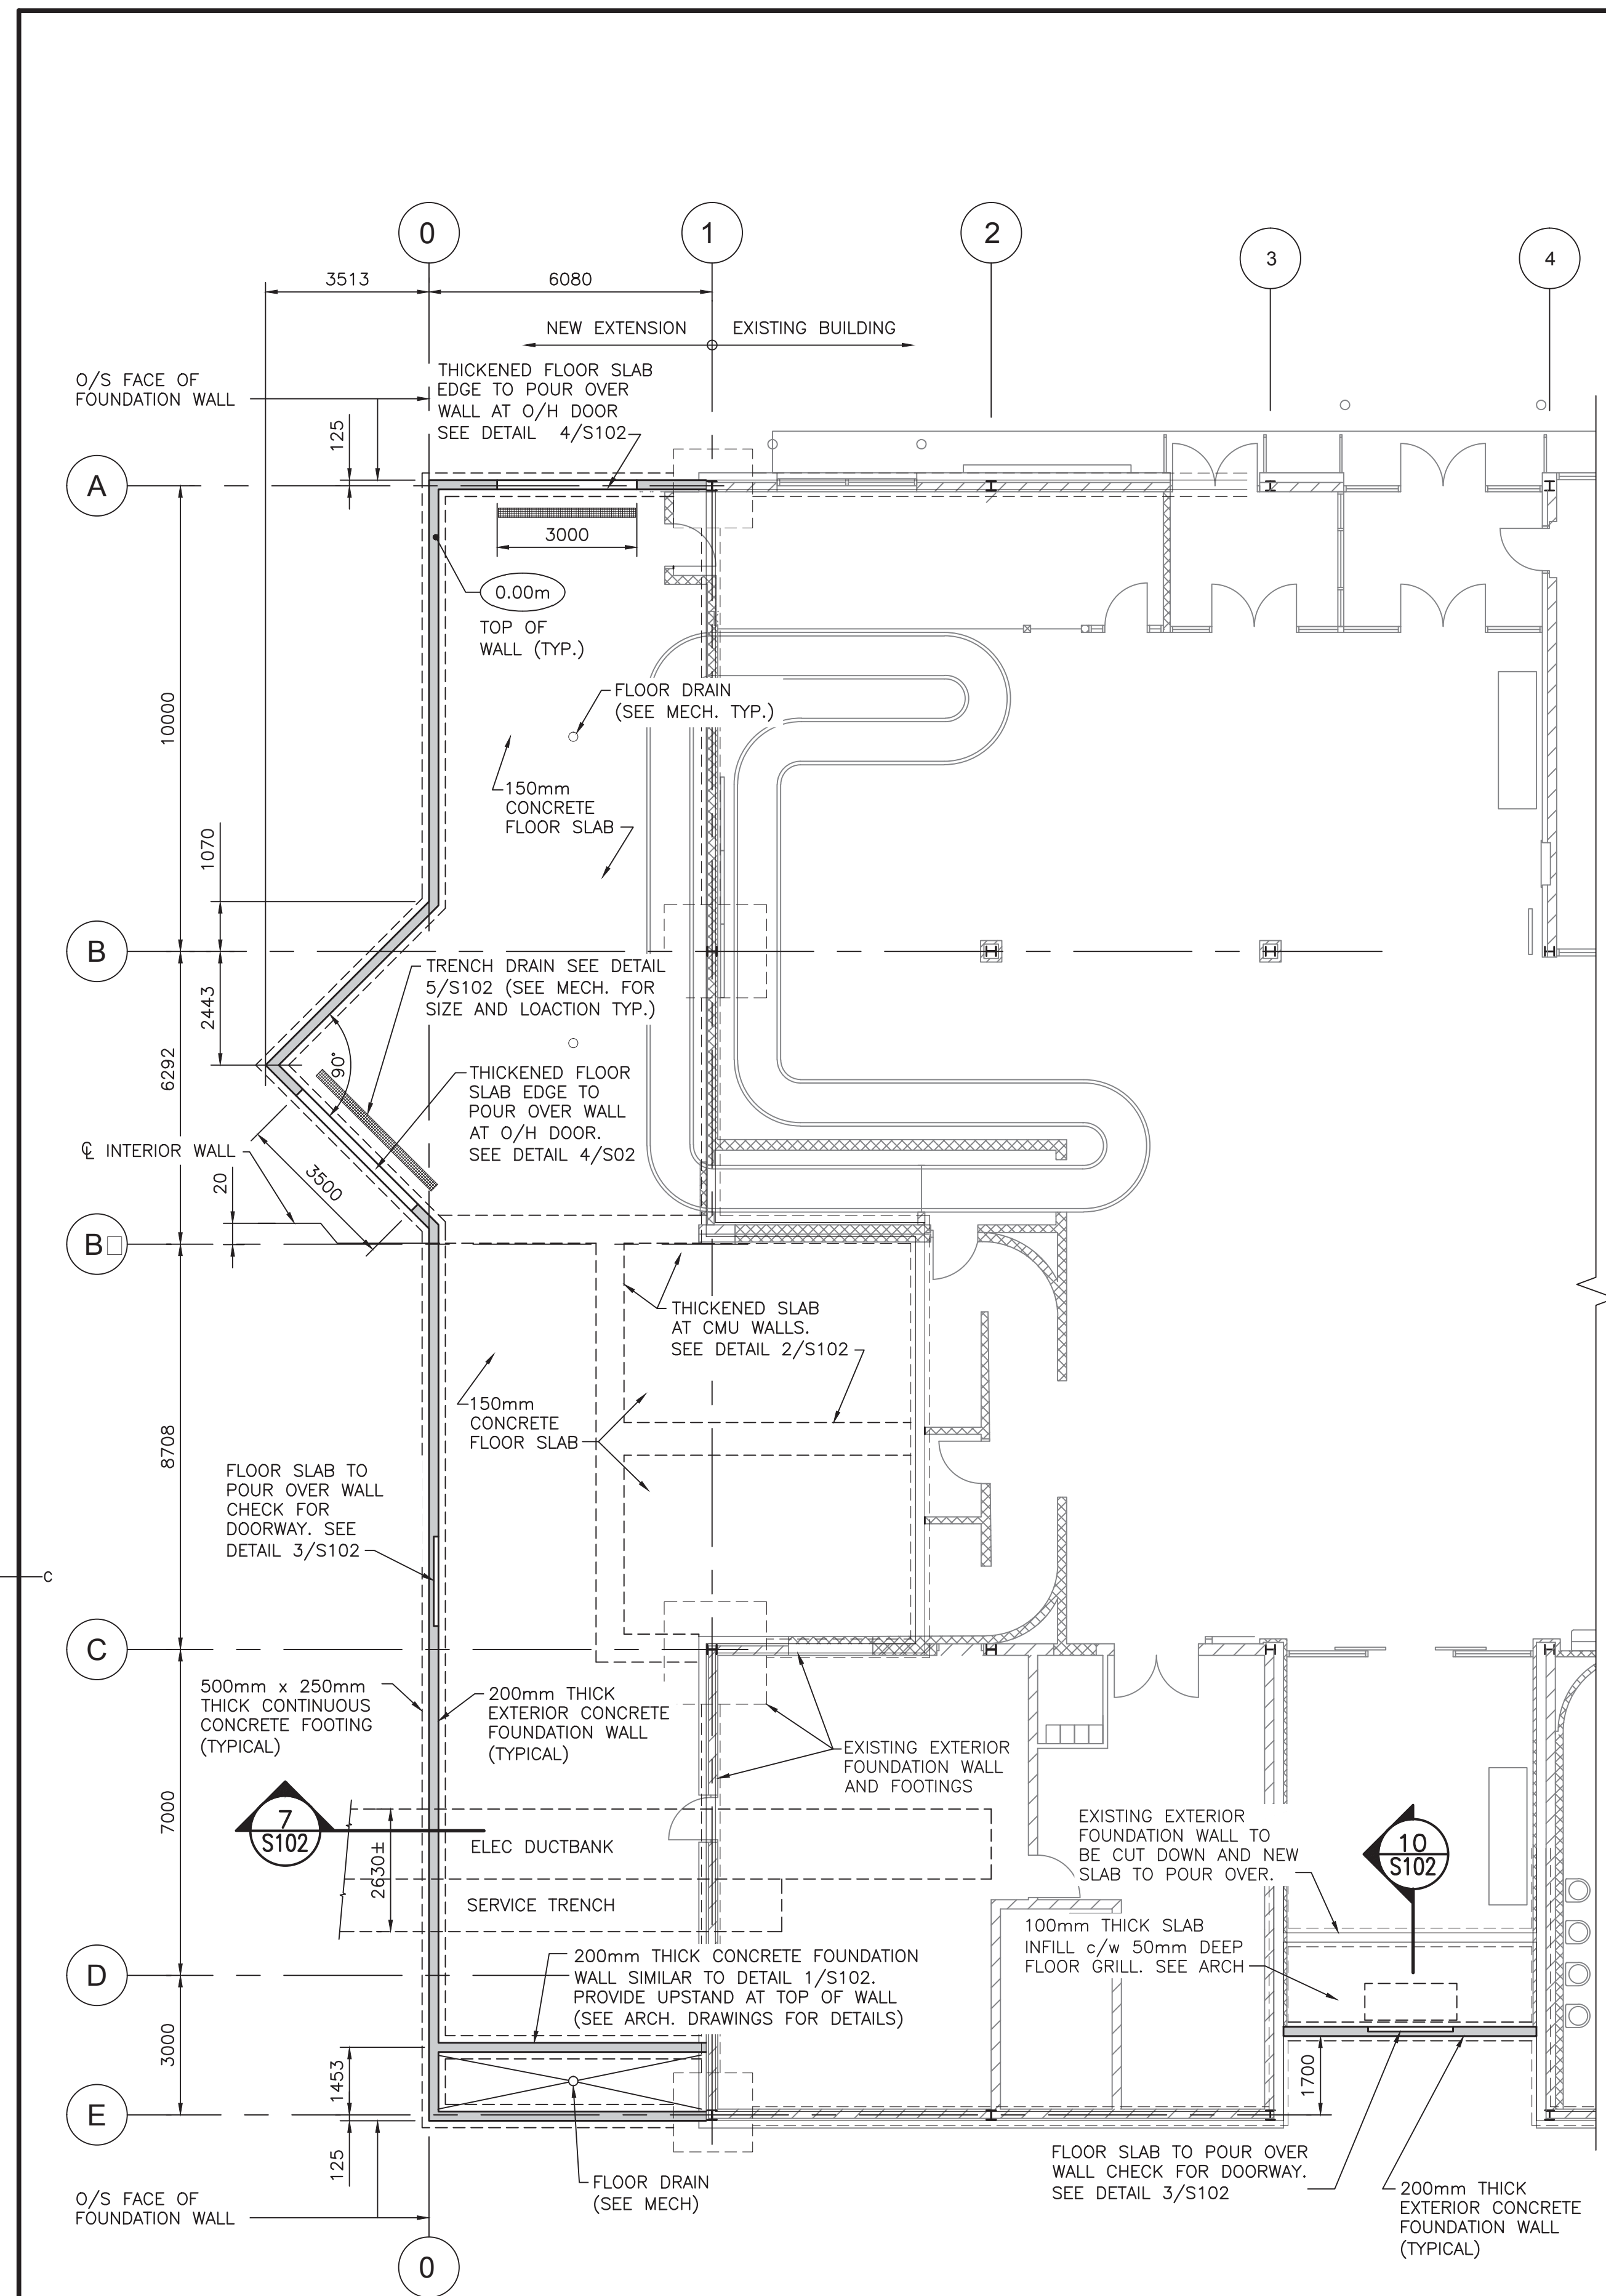 0
1
2
3
4
3513
6080
NEW EXTENSION
EXISTING BUILDING
O/S FACE OF
FOUNDATION WALL
THICKENED FLOOR SLAB
EDGE TO POUR OVER
WALL AT O/H DOOR
SEE DETAIL 4/S102
125
A
3000
0.00m
TOP OF
WALL (TYP.)
FLOOR DRAIN
(SEE MECH. TYP.)
10000
150mm
CONCRETE
FLOOR SLAB
1070
B
TRENCH DRAIN SEE DETAIL
5/S102 (SEE MECH. FOR
SIZE AND LOACTION TYP.)
2443
6292
90°
THICKENED FLOOR
SLAB EDGE TO
POUR OVER WALL
AT O/H DOOR.
SEE DETAIL 4/S02
℄ INTERIOR WALL
20
3500
B□
THICKENED SLAB
AT CMU WALLS.
SEE DETAIL 2/S102
150mm
CONCRETE
FLOOR SLAB
8708
FLOOR SLAB TO
POUR OVER WALL
CHECK FOR
DOORWAY. SEE
DETAIL 3/S102
C
C
500mm x 250mm
THICK CONTINUOUS
CONCRETE FOOTING
(TYPICAL)
200mm THICK
EXTERIOR CONCRETE
FOUNDATION WALL
(TYPICAL)
EXISTING EXTERIOR
FOUNDATION WALL
AND FOOTINGS
7000
7
S102
2630±
ELEC DUCTBANK
SERVICE TRENCH
EXISTING EXTERIOR
FOUNDATION WALL TO
BE CUT DOWN AND NEW
SLAB TO POUR OVER.
10
S102
100mm THICK SLAB
INFILL c/w 50mm DEEP
FLOOR GRILL. SEE ARCH
D
200mm THICK CONCRETE FOUNDATION
WALL SIMILAR TO DETAIL 1/S102.
PROVIDE UPSTAND AT TOP OF WALL
(SEE ARCH. DRAWINGS FOR DETAILS)
3000
1453
1700
E
125
FLOOR DRAIN
(SEE MECH)
FLOOR SLAB TO POUR OVER
WALL CHECK FOR DOORWAY.
SEE DETAIL 3/S102
200mm THICK
EXTERIOR CONCRETE
FOUNDATION WALL
(TYPICAL)
O/S FACE OF
FOUNDATION WALL
0